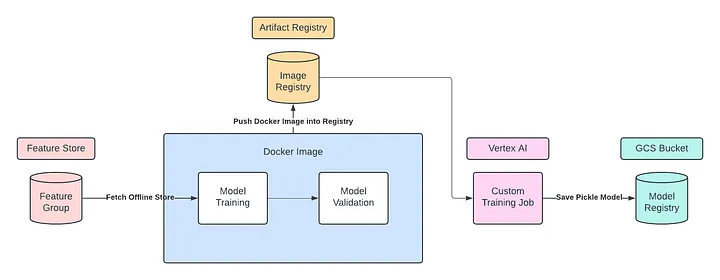 Artifact Registry
Image
Registry
Push Docker Image into Registry
Feature Store
Docker Image
Vertex AI
GCS Bucket
Feature
Group
Fetch Offline Store
Model
Training
Model
Validation
Custom
Training Job
Save Pickle Model
Model
Registry